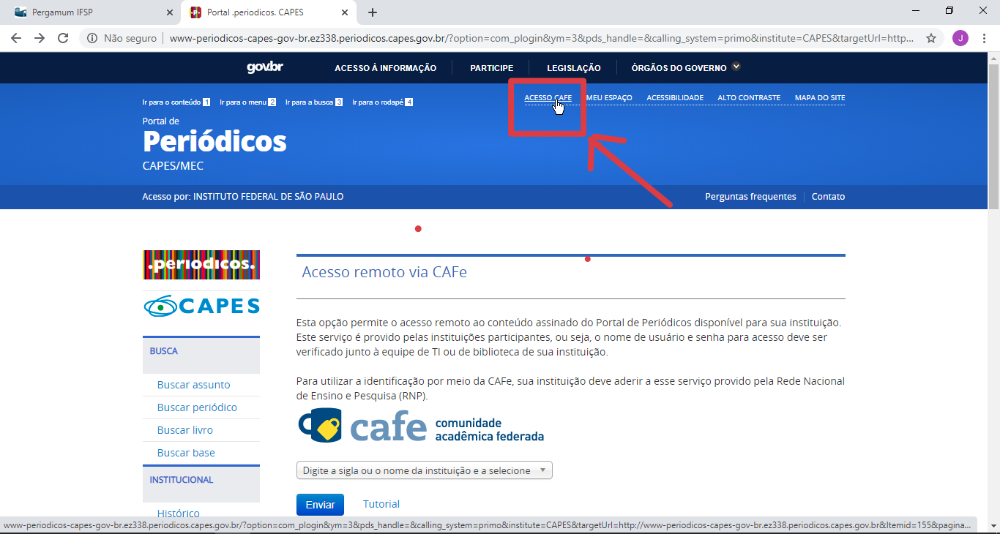 Pergamum IFSP
Portal .periodicos. CAPES
Não seguro
www-periodicos-capes-gov-br.ez338.periodicos.capes.gov.br/?option=com_plogin&ym=3&pds_handle=&calling_system=primo&institute=CAPES&targetUrl=http...
J
gov.br
ACESSO À INFORMAÇÃO
PARTICIPE
LEGISLAÇÃO
ÓRGÃOS DO GOVERNO
Ir para o conteúdo 1
Ir para o menu 2
Ir para a busca 3
Ir para o rodapé 4
ACESSO CAFE
MEU ESPAÇO
ACESSIBILIDADE
ALTO CONTRASTE
MAPA DO SITE
Portal de
Periódicos
CAPES/MEC
Acesso por: INSTITUTO FEDERAL DE SÃO PAULO
Perguntas frequentes
Contato
.periodicos.
CAPES
BUSCA
Buscar assunto
Buscar periódico
Buscar livro
Buscar base
INSTITUCIONAL
Histórico
Acesso remoto via CAFe
Esta opção permite o acesso remoto ao conteúdo assinado do Portal de Periódicos disponível para sua instituição.
Este serviço é provido pelas instituições participantes, ou seja, o nome de usuário e senha para acesso deve ser
verificado junto à equipe de TI ou de biblioteca de sua instituição.
Para utilizar a identificação por meio da CAFe, sua instituição deve aderir a esse serviço provido pela Rede Nacional
de Ensino e Pesquisa (RNP).
cafe
comunidade
acadêmica federada
Digite a sigla ou o nome da instituição e a selecione
Enviar
Tutorial
www-periodicos-capes-gov-br.ez338.periodicos.capes.gov.br/?option=com_plogin&ym=3&pds_handle=&calling_system=primo&institute=CAPES&targetUrl=http://www-periodicos-capes-gov-br.ez338.periodicos.capes.gov.br&Itemid=155&pagina...